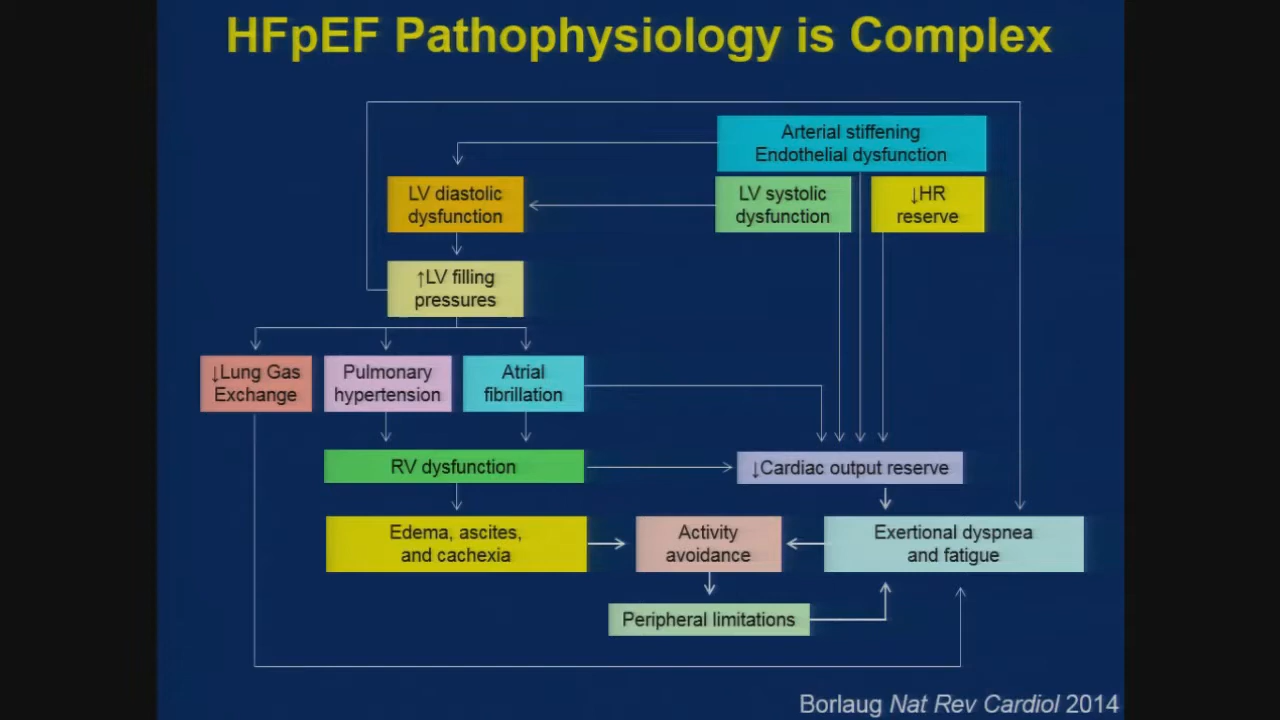 HFpEF Pathophysiology is Complex
Arterial stiffening
Endothelial dysfunction
LV diastolic
dysfunction
LV systolic
dysfunction
↓HR
reserve
↑LV filling
pressures
↓Lung Gas
Exchange
Pulmonary
hypertension
Atrial
fibrillation
RV dysfunction
↓Cardiac output reserve
Edema, ascites,
and cachexia
Activity
avoidance
Exertional dyspnea
and fatigue
Peripheral limitations
Borlaug Nat Rev Cardiol 2014